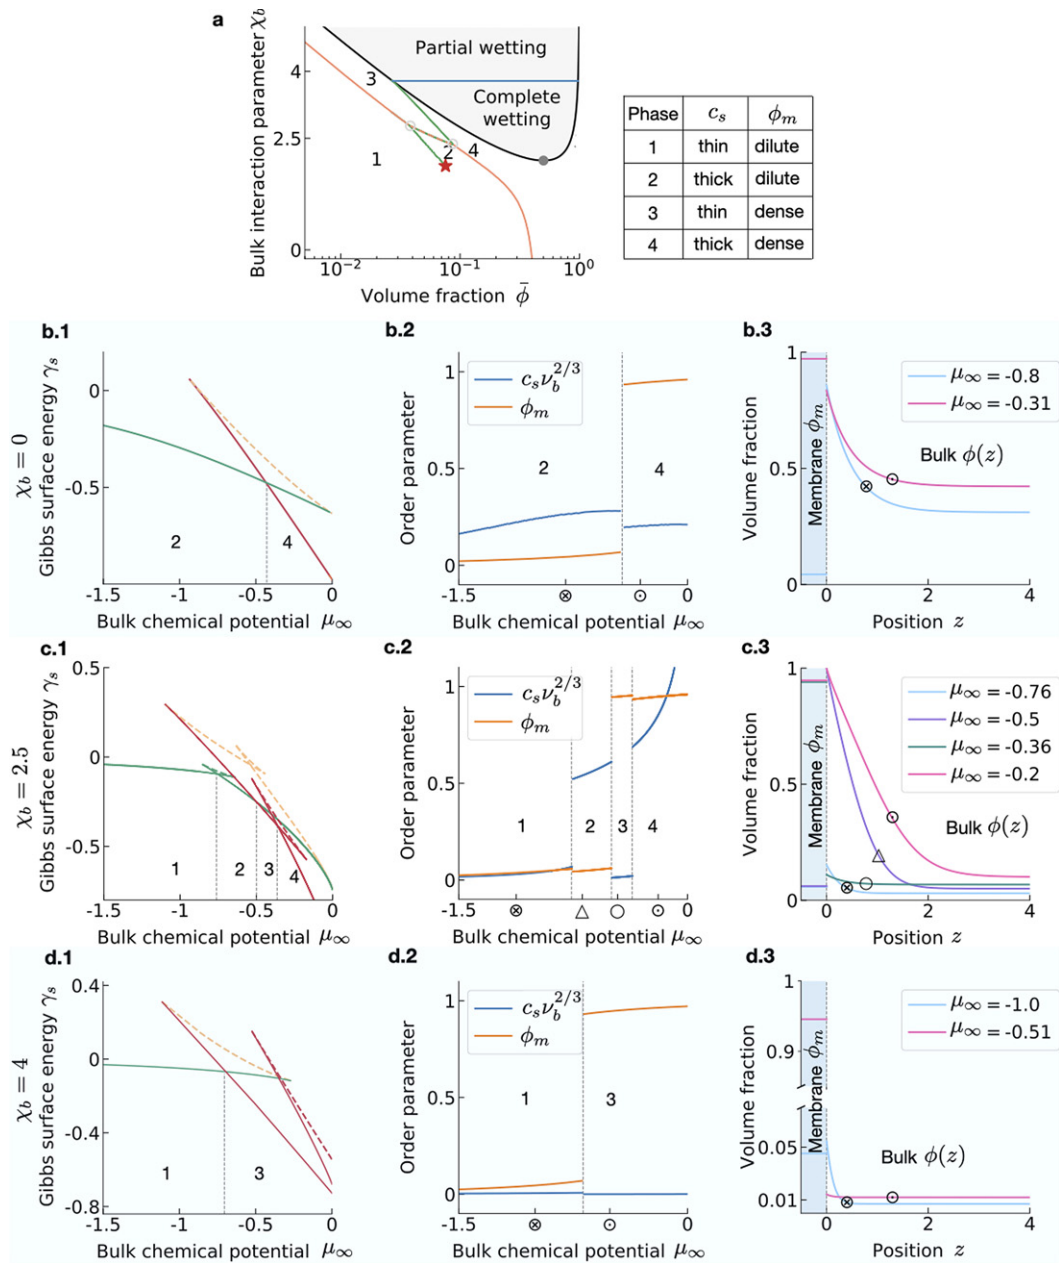 a
Bulk interaction parameter χb
4
2.5
0
Partial wetting
Complete
wetting
3
1
2
4
10⁻²
10⁻¹
10⁰
Volume fraction ϕ̄
Phase cs ϕm
1 thin dilute
2 thick dilute
3 thin dense
4 thick dense
b.1
χb = 0
Gibbs surface energy γs
0
-0.5
2
4
-1.5 -1 -0.5 0
Bulk chemical potential μ∞
b.2
Order parameter
1
0.5
0
csνb^2/3
ϕm
2
4
-1.5 ⊗ ⊙ 0
Bulk chemical potential μ∞
b.3
Volume fraction
1
0.5
0
Membrane ϕm
μ∞ = -0.8
μ∞ = -0.31
Bulk ϕ(z)
0 2 4
Position z
c.1
χb = 2.5
Gibbs surface energy γs
0.5
0
-0.5
1 2 3 4
-1.5 -1 -0.5 0
Bulk chemical potential μ∞
c.2
Order parameter
1
0.5
0
csνb^2/3
ϕm
1 2 3 4
-1.5 ⊗ △ ○ ⊙ 0
Bulk chemical potential μ∞
c.3
Volume fraction
1
0.5
0
Membrane ϕm
μ∞ = -0.76
μ∞ = -0.5
μ∞ = -0.36
μ∞ = -0.2
Bulk ϕ(z)
0 2 4
Position z
d.1
χb = 4
Gibbs surface energy γs
0.4
0
-0.4
-0.8
1 3
-1.5 -1 -0.5 0
Bulk chemical potential μ∞
d.2
Order parameter
1
0.5
0
csνb^2/3
ϕm
1 3
-1.5 ⊗ ⊙ 0
Bulk chemical potential μ∞
d.3
Volume fraction
1
0.9
0.05
0.01
Membrane ϕm
μ∞ = -1.0
μ∞ = -0.51
Bulk ϕ(z)
0 2 4
Position z